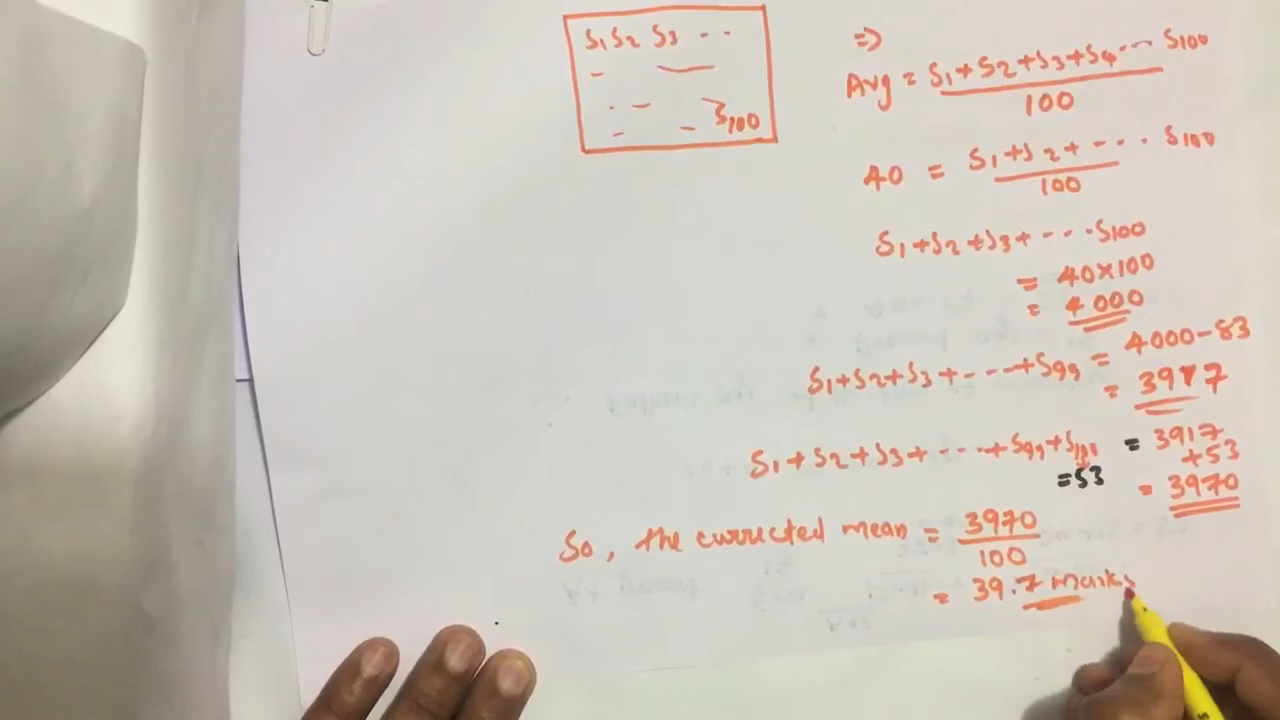 S1 S2 S3 ..
S100
=>
Avg = S1+S2+S3+S4... S100
100
40 = S1+S2+ .... S100
100
S1+S2+S3+ ...S100
= 40×100
= 4000
S1+S2+S3+...+S99 = 4000-83
= 3917
S1+S2+S3+...+S99+S100 = 3917
+53
=53
= 3970
So, the currected mean = 3970
100
= 39.7 marks